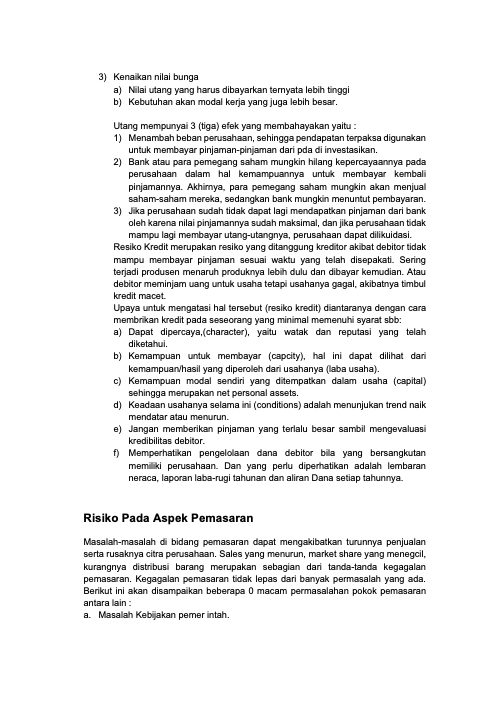 3) Kenaikan nilai bunga
a) Nilai utang yang harus dibayarkan ternyata lebih tinggi
b) Kebutuhan akan modal kerja yang juga lebih besar.
Utang mempunyai 3 (tiga) efek yang membahayakan yaitu :
1) Menambah beban perusahaan, sehingga pendapatan terpaksa digunakan
untuk membayar pinjaman-pinjaman dari pda di investasikan.
2) Bank atau para pemegang saham mungkin hilang kepercayaannya pada
perusahaan dalam hal kemampuannya untuk membayar kembali
pinjamannya. Akhirnya, para pemegang saham mungkin akan menjual
saham-saham mereka, sedangkan bank mungkin menuntut pembayaran.
3) Jika perusahaan sudah tidak dapat lagi mendapatkan pinjaman dari bank
oleh karena nilai pinjamannya sudah maksimal, dan jika perusahaan tidak
mampu lagi membayar utang-utangnya, perusahaan dapat dilikuidasi.
Resiko Kredit merupakan resiko yang ditanggung kreditor akibat debitor tidak
mampu membayar pinjaman sesuai waktu yang telah disepakati. Sering
terjadi produsen menaruh produknya lebih dulu dan dibayar kemudian. Atau
debitor meminjam uang untuk usaha tetapi usahanya gagal, akibatnya timbul
kredit macet.
Upaya untuk mengatasi hal tersebut (resiko kredit) diantaranya dengan cara
membrikan kredit pada seseorang yang minimal memenuhi syarat sbb:
a) Dapat dipercaya,(character), yaitu watak dan reputasi yang telah
diketahui.
b) Kemampuan untuk membayar (capcity), hal ini dapat dilihat dari
kemampuan/hasil yang diperoleh dari usahanya (laba usaha).
c) Kemampuan modal sendiri yang ditempatkan dalam usaha (capital)
sehingga merupakan net personal assets.
d) Keadaan usahanya selama ini (conditions) adalah menunjukan trend naik
mendatar atau menurun.
e) Jangan memberikan pinjaman yang terlalu besar sambil mengevaluasi
kredibilitas debitor.
f) Memperhatikan pengelolaan dana debitor bila yang bersangkutan
memiliki perusahaan. Dan yang perlu diperhatikan adalah lembaran
neraca, laporan laba-rugi tahunan dan aliran Dana setiap tahunnya.
Risiko Pada Aspek Pemasaran
Masalah-masalah di bidang pemasaran dapat mengakibatkan turunnya penjualan
serta rusaknya citra perusahaan. Sales yang menurun, market share yang menegcil,
kurangnya distribusi barang merupakan sebagian dari tanda-tanda kegagalan
pemasaran. Kegagalan pemasaran tidak lepas dari banyak permasalah yang ada.
Berikut ini akan disampaikan beberapa 0 macam permasalahan pokok pemasaran
antara lain :
a. Masalah Kebijakan pemer intah.